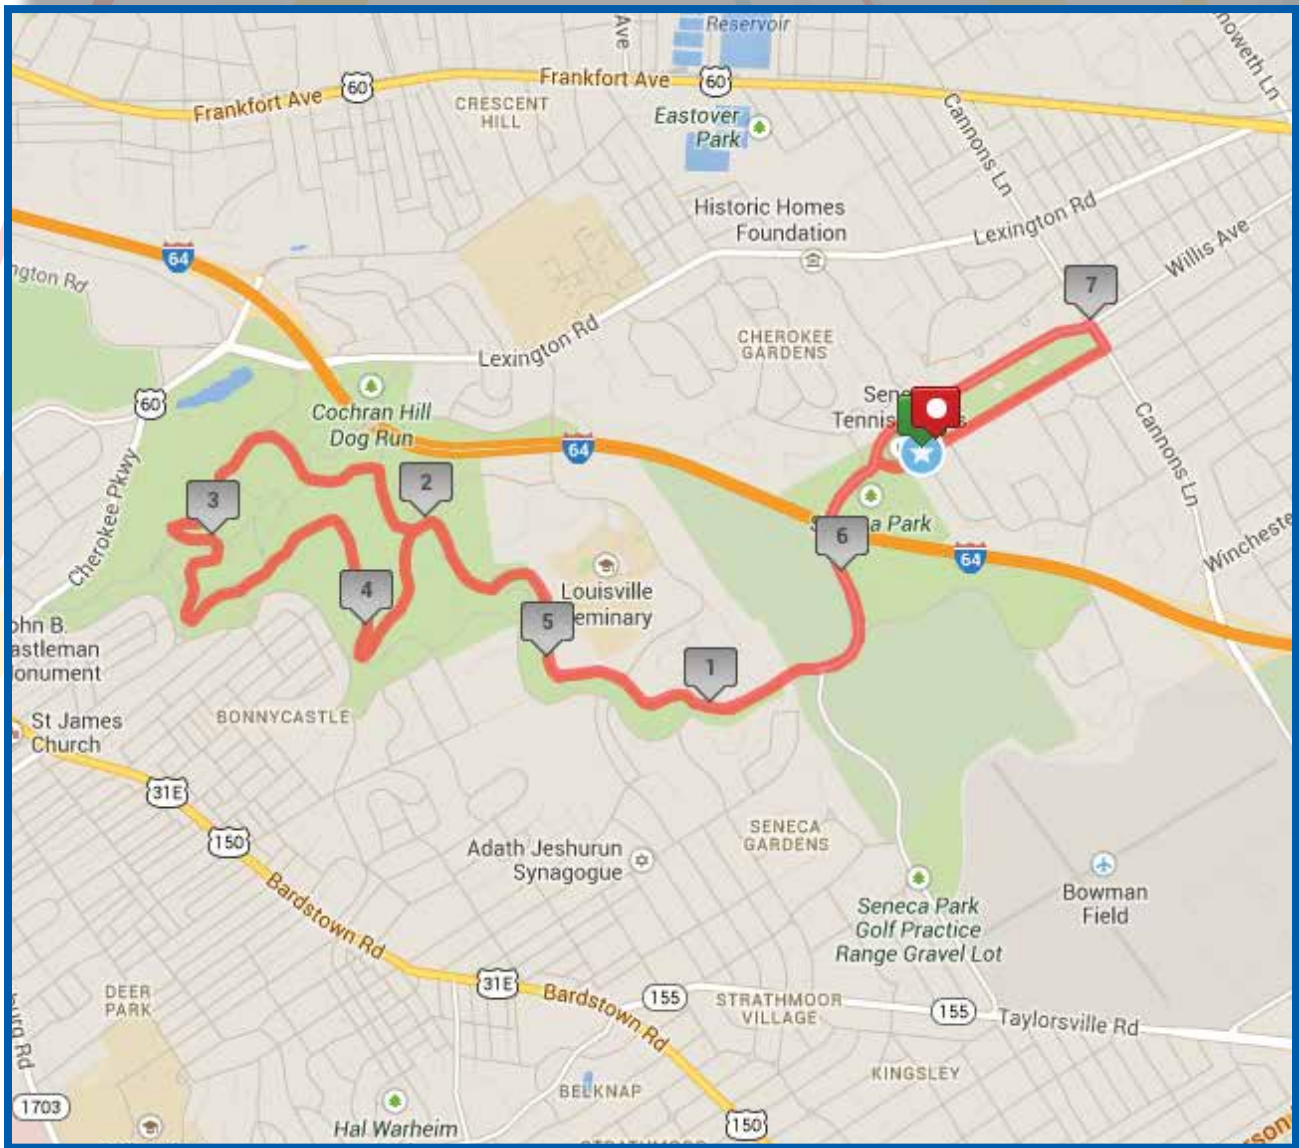 Reservoir
Ave
Frankfort Ave
60
Frankfort Ave
60
CRESCENT
HILL
Eastover
Park
Cannons Ln
Historic Homes
Foundation
Lexington Rd
Willis Ave
64
7
Lexington Rd
CHEROKEE
GARDENS
60
Cochran Hill
Dog Run
64
Cherokee Pkwy
2
3
Cannons Ln
a Park
6
64
Winchester
Louisville
4
5
1
BONNYCASTLE
St James
Church
31E
150
Bardstown Rd
Adath Jeshurun
Synagogue
SENECA
GARDENS
Bowman
Field
Seneca Park
Golf Practice
Range Gravel Lot
31E
Bardstown Rd
155
STRATHMOOR
VILLAGE
155
Taylorsville Rd
DEER
PARK
KINGSLEY
BELKNAP
1703
Hal Warheim
150